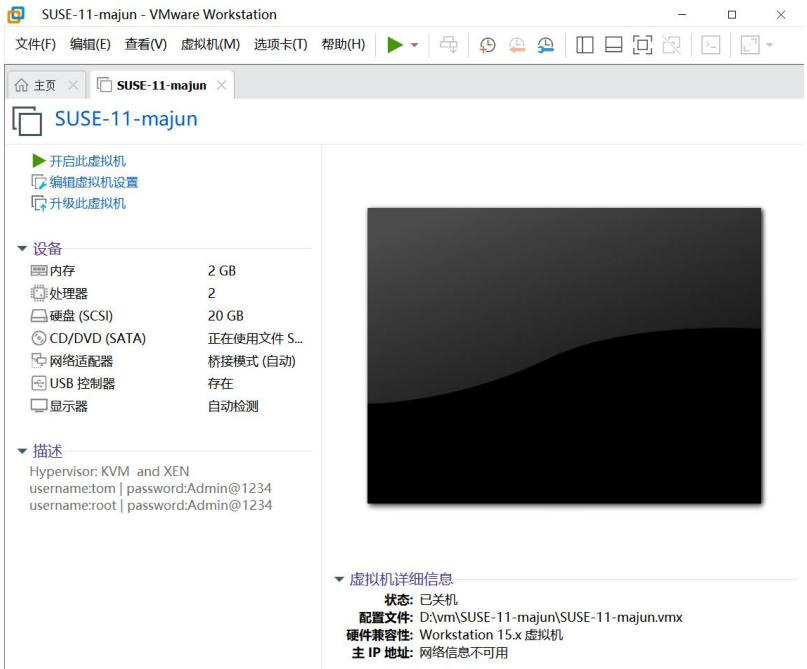 SUSE-11-majun - VMware Workstation
文件(F) 编辑(E) 查看(V) 虚拟机(M) 选项卡(T) 帮助(H)
主页 SUSE-11-majun
SUSE-11-majun
开启此虚拟机
编辑虚拟机设置
升级此虚拟机
设备
内存 2 GB
处理器 2
硬盘 (SCSI) 20 GB
CD/DVD (SATA) 正在使用文件 S...
网络适配器 桥接模式 (自动)
USB 控制器 存在
显示器 自动检测
描述
Hypervisor: KVM and XEN
username:tom | password:Admin@1234
username:root | password:Admin@1234
虚拟机详细信息
状态: 已关机
配置文件: D:\vm\SUSE-11-majun\SUSE-11-majun.vmx
硬件兼容性: Workstation 15.x 虚拟机
主 IP 地址: 网络信息不可用